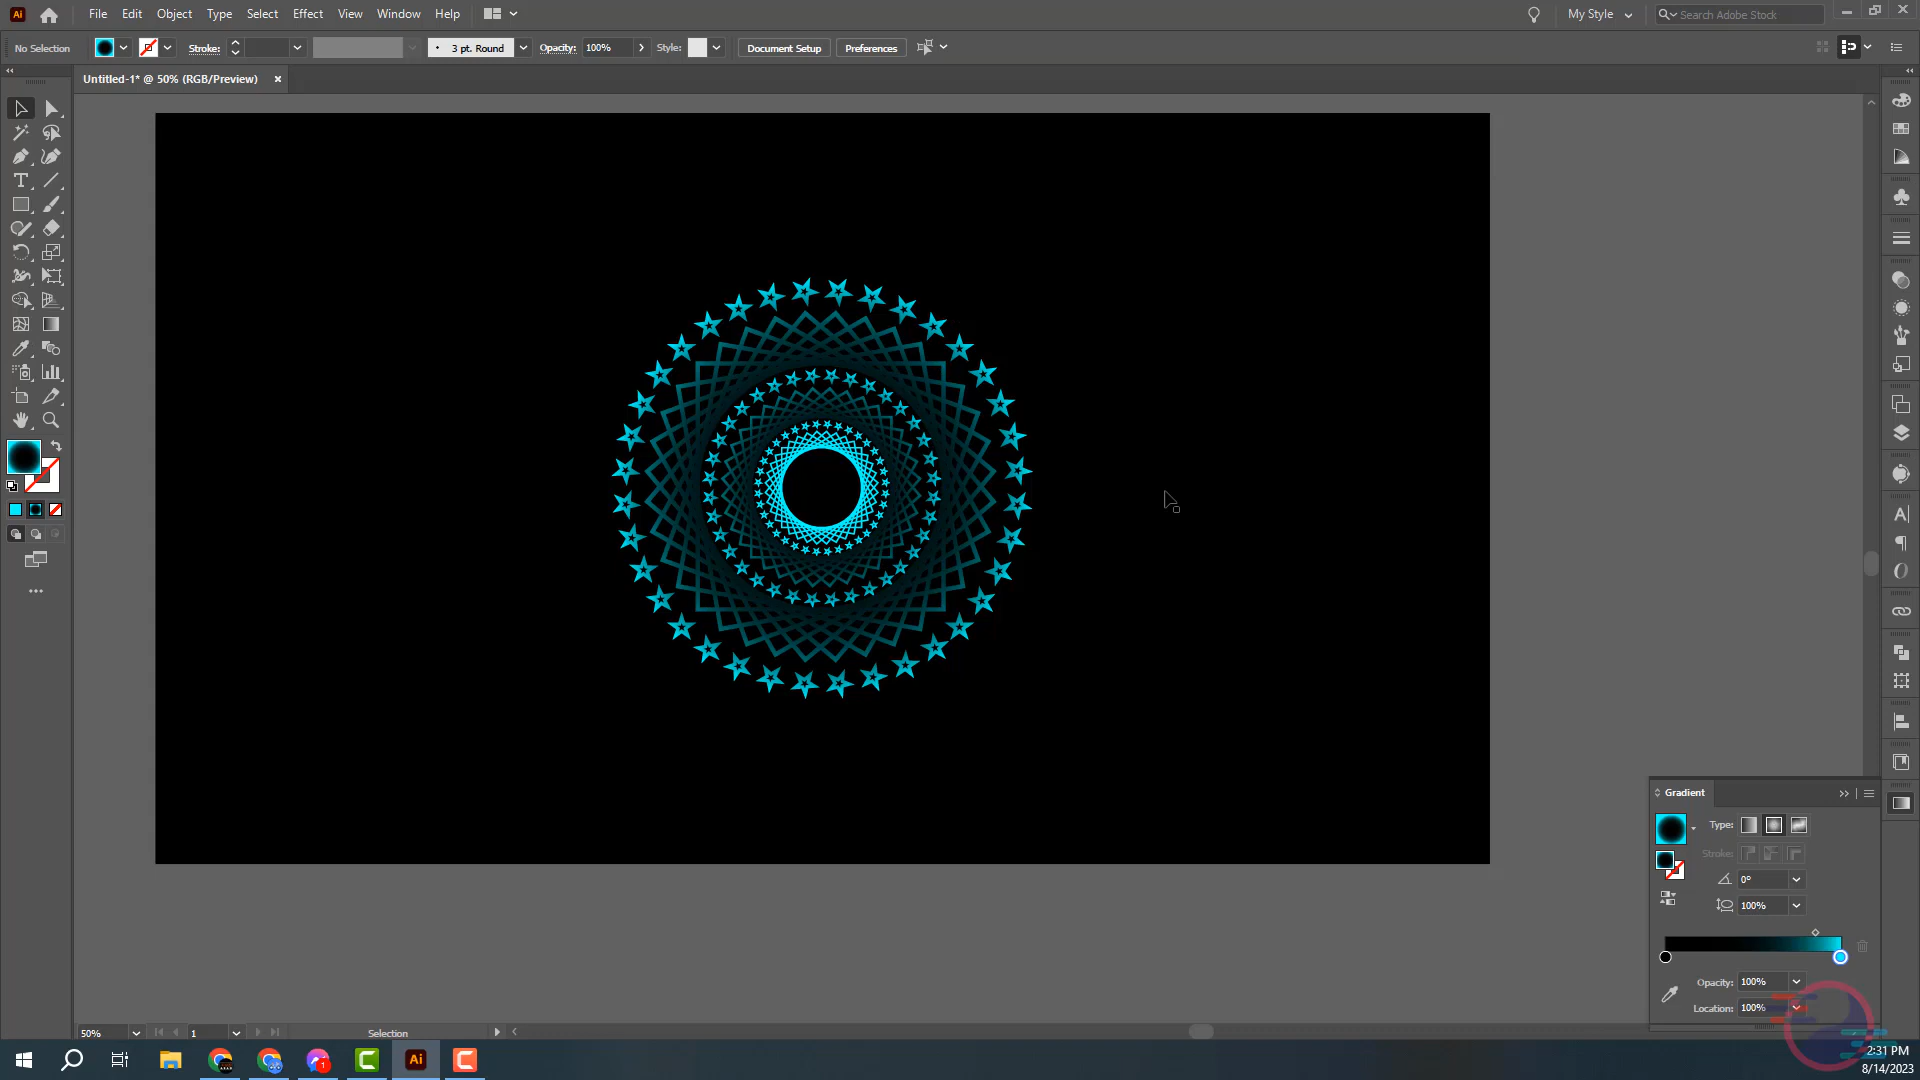 Ai File Edit Object Type Select Effect View Window Help My Style Search Adobe Stock
No Selection Stroke: 3 pt. Round Opacity: 100% Style: Document Setup Preferences
Untitled-1* @ 50% (RGB/Preview) ×
Gradient
Type:
Stroke:
0°
100%
Opacity: 100%
Location: 100%
50% 1 Selection
Ai 2:31 PM
8/14/2023